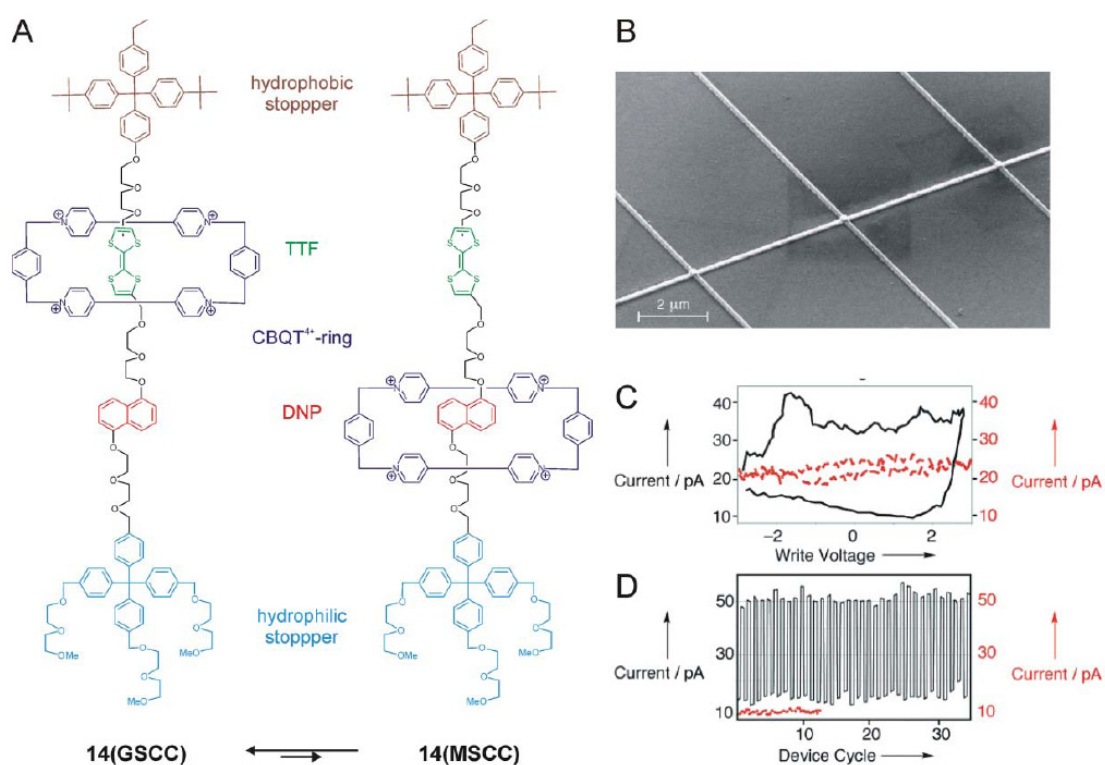 A
hydrophobic
stoppper
O
O
O
O
O
O
N⊕ ⊕N
N⊕ ⊕N
S S
S S
S S
S S
TTF
CBQT⁴⁺-ring
O
O
O
O
O
O
DNP
O
O
O
O
O
O
hydrophilic
stoppper
OMe
OMe
MeO
OMe
OMe
MeO
14(GSCC)
14(MSCC)
B
2 µm
C
40
30
20
10
Current / pA
40
30
20
10
Current / pA
−2 0 2
Write Voltage
D
50
30
10
Current / pA
50
30
10
Current / pA
10 20 30
Device Cycle